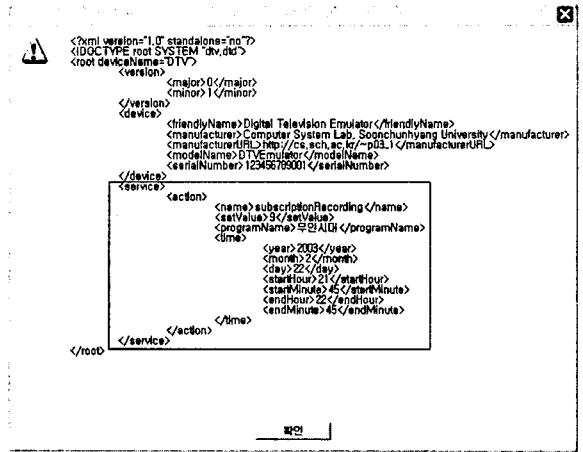 <?xml version="1.0" standalone="no"?>
<!DOCTYPE root SYSTEM "dtv.dtd">
<root deviceName="DTV">
<version>
<major>0</major>
<minor>1</minor>
</version>
<device>
<friendlyName>Digital Television Emulator</friendlyName>
<manufacturer>Computer System Lab, Soonchunhyang University</manufacturer>
<manufacturerURL>http://cs.sch.ac.kr/~p03_1</manufacturerURL>
<modelName>DTVEmulator</modelName>
<serialNumber>123456789001</serialNumber>
</device>
<service>
<action>
<name>subscriptionRecording</name>
<setValue>9</setValue>
<programName>무인시대</programName>
<time>
<year>2003</year>
<month>2</month>
<day>22</day>
<startHour>21</startHour>
<startMinute>45</startMinute>
<endHour>22</endHour>
<endMinute>45</endMinute>
</time>
</action>
</service>
</root>
확인